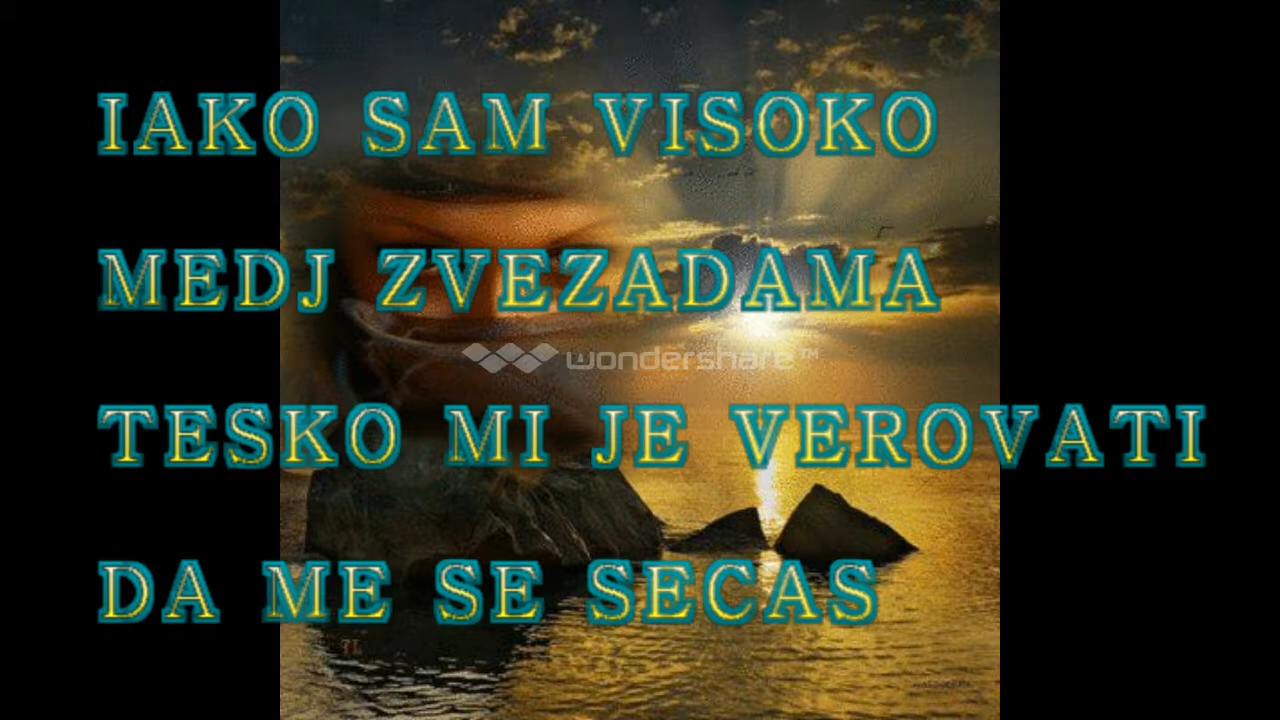 IAKO SAM VISOKO
MEDJ ZVEZADAMA
wondershare™
TESKO MI JE VEROVATI
DA ME SE SECAS